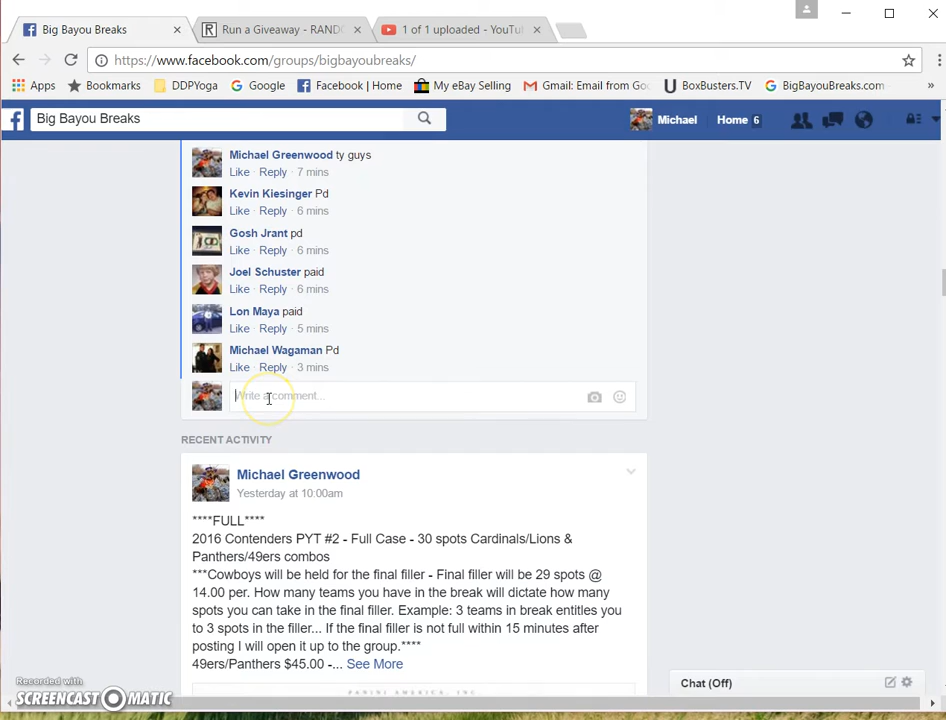 Big Bayou Breaks
Run a Giveaway - RAND
1 of 1 uploaded - YouTu
https://www.facebook.com/groups/bigbayoubreaks/
Apps Bookmarks DDPYoga Google Facebook | Home My eBay Selling Gmail: Email from Goo BoxBusters.TV BigBayouBreaks.com »
Big Bayou Breaks
Michael Home 6
Michael Greenwood ty guys
Like · Reply · 7 mins
Kevin Kiesinger Pd
Like · Reply · 6 mins
Gosh Jrant pd
Like · Reply · 6 mins
Joel Schuster paid
Like · Reply · 6 mins
Lon Maya paid
Like · Reply · 5 mins
Michael Wagaman Pd
Like · Reply · 3 mins
Write a comment...
RECENT ACTIVITY
Michael Greenwood
Yesterday at 10:00am
****FULL****
2016 Contenders PYT #2 - Full Case - 30 spots Cardinals/Lions &
Panthers/49ers combos
***Cowboys will be held for the final filler - Final filler will be 29 spots @
14.00 per. How many teams you have in the break will dictate how many
spots you can take in the final filler. Example: 3 teams in break entitles you
to 3 spots in the filler... If the final filler is not full within 15 minutes after
posting I will open it up to the group.****
49ers/Panthers $45.00 -... See More
PANINI AMERICA, INC.
Chat (Off)
Recorded with
SCREENCAST-O-MATIC